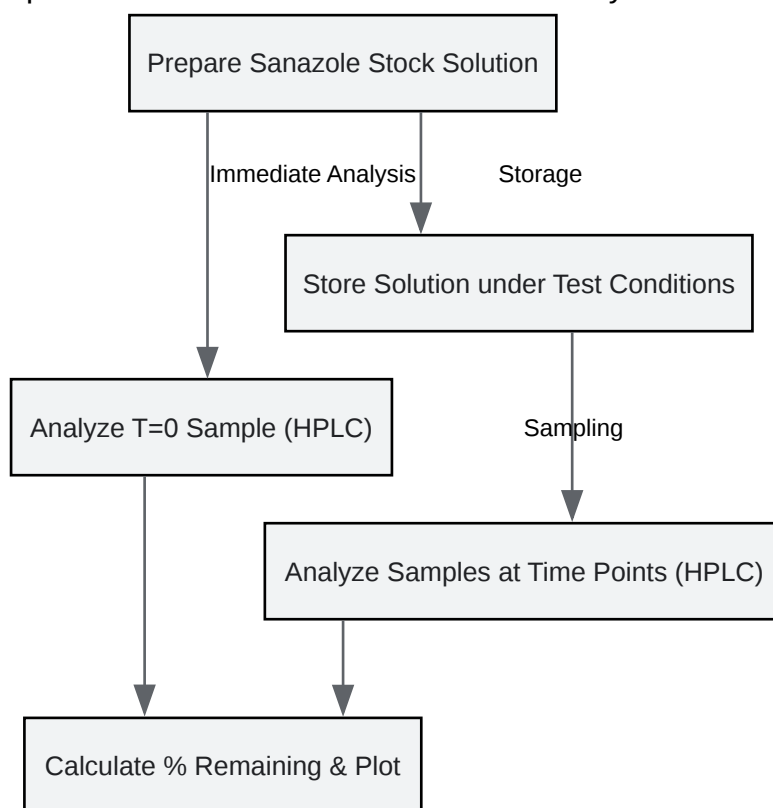 Prepare Sanazole Stock Solution
Immediate Analysis
Storage
Store Solution under Test Conditions
Analyze T=0 Sample (HPLC)
Sampling
Analyze Samples at Time Points (HPLC)
Calculate % Remaining & Plot